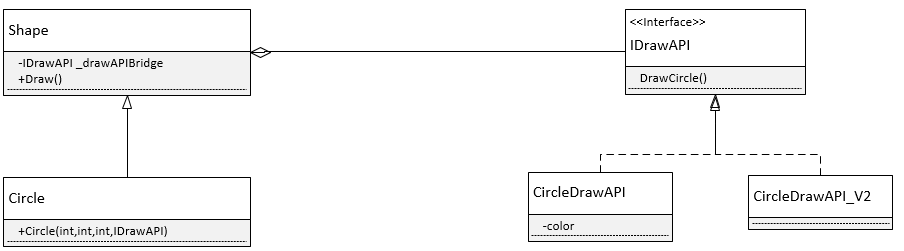 Shape
-IDrawAPI _drawAPIBridge
+Draw()
<<Interface>>
IDrawAPI
DrawCircle()
Circle
+Circle(int,int,int,IDrawAPI)
CircleDrawAPI
-color
CircleDrawAPI_V2